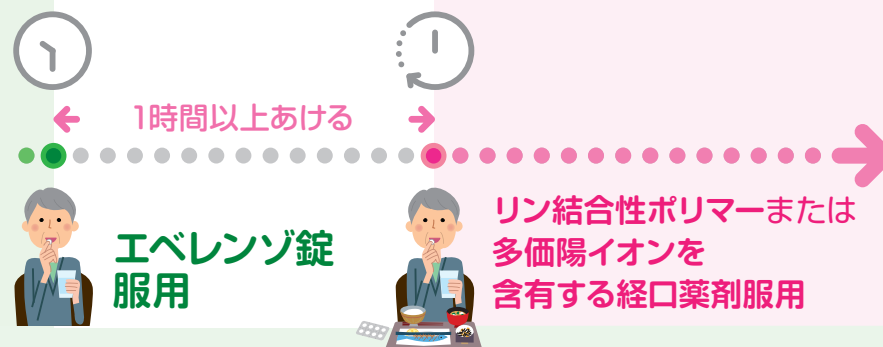 1時間以上あける
エベレンゾ錠
服用
リン結合性ポリマーまたは
多価陽イオンを
含有する経口薬剤服用